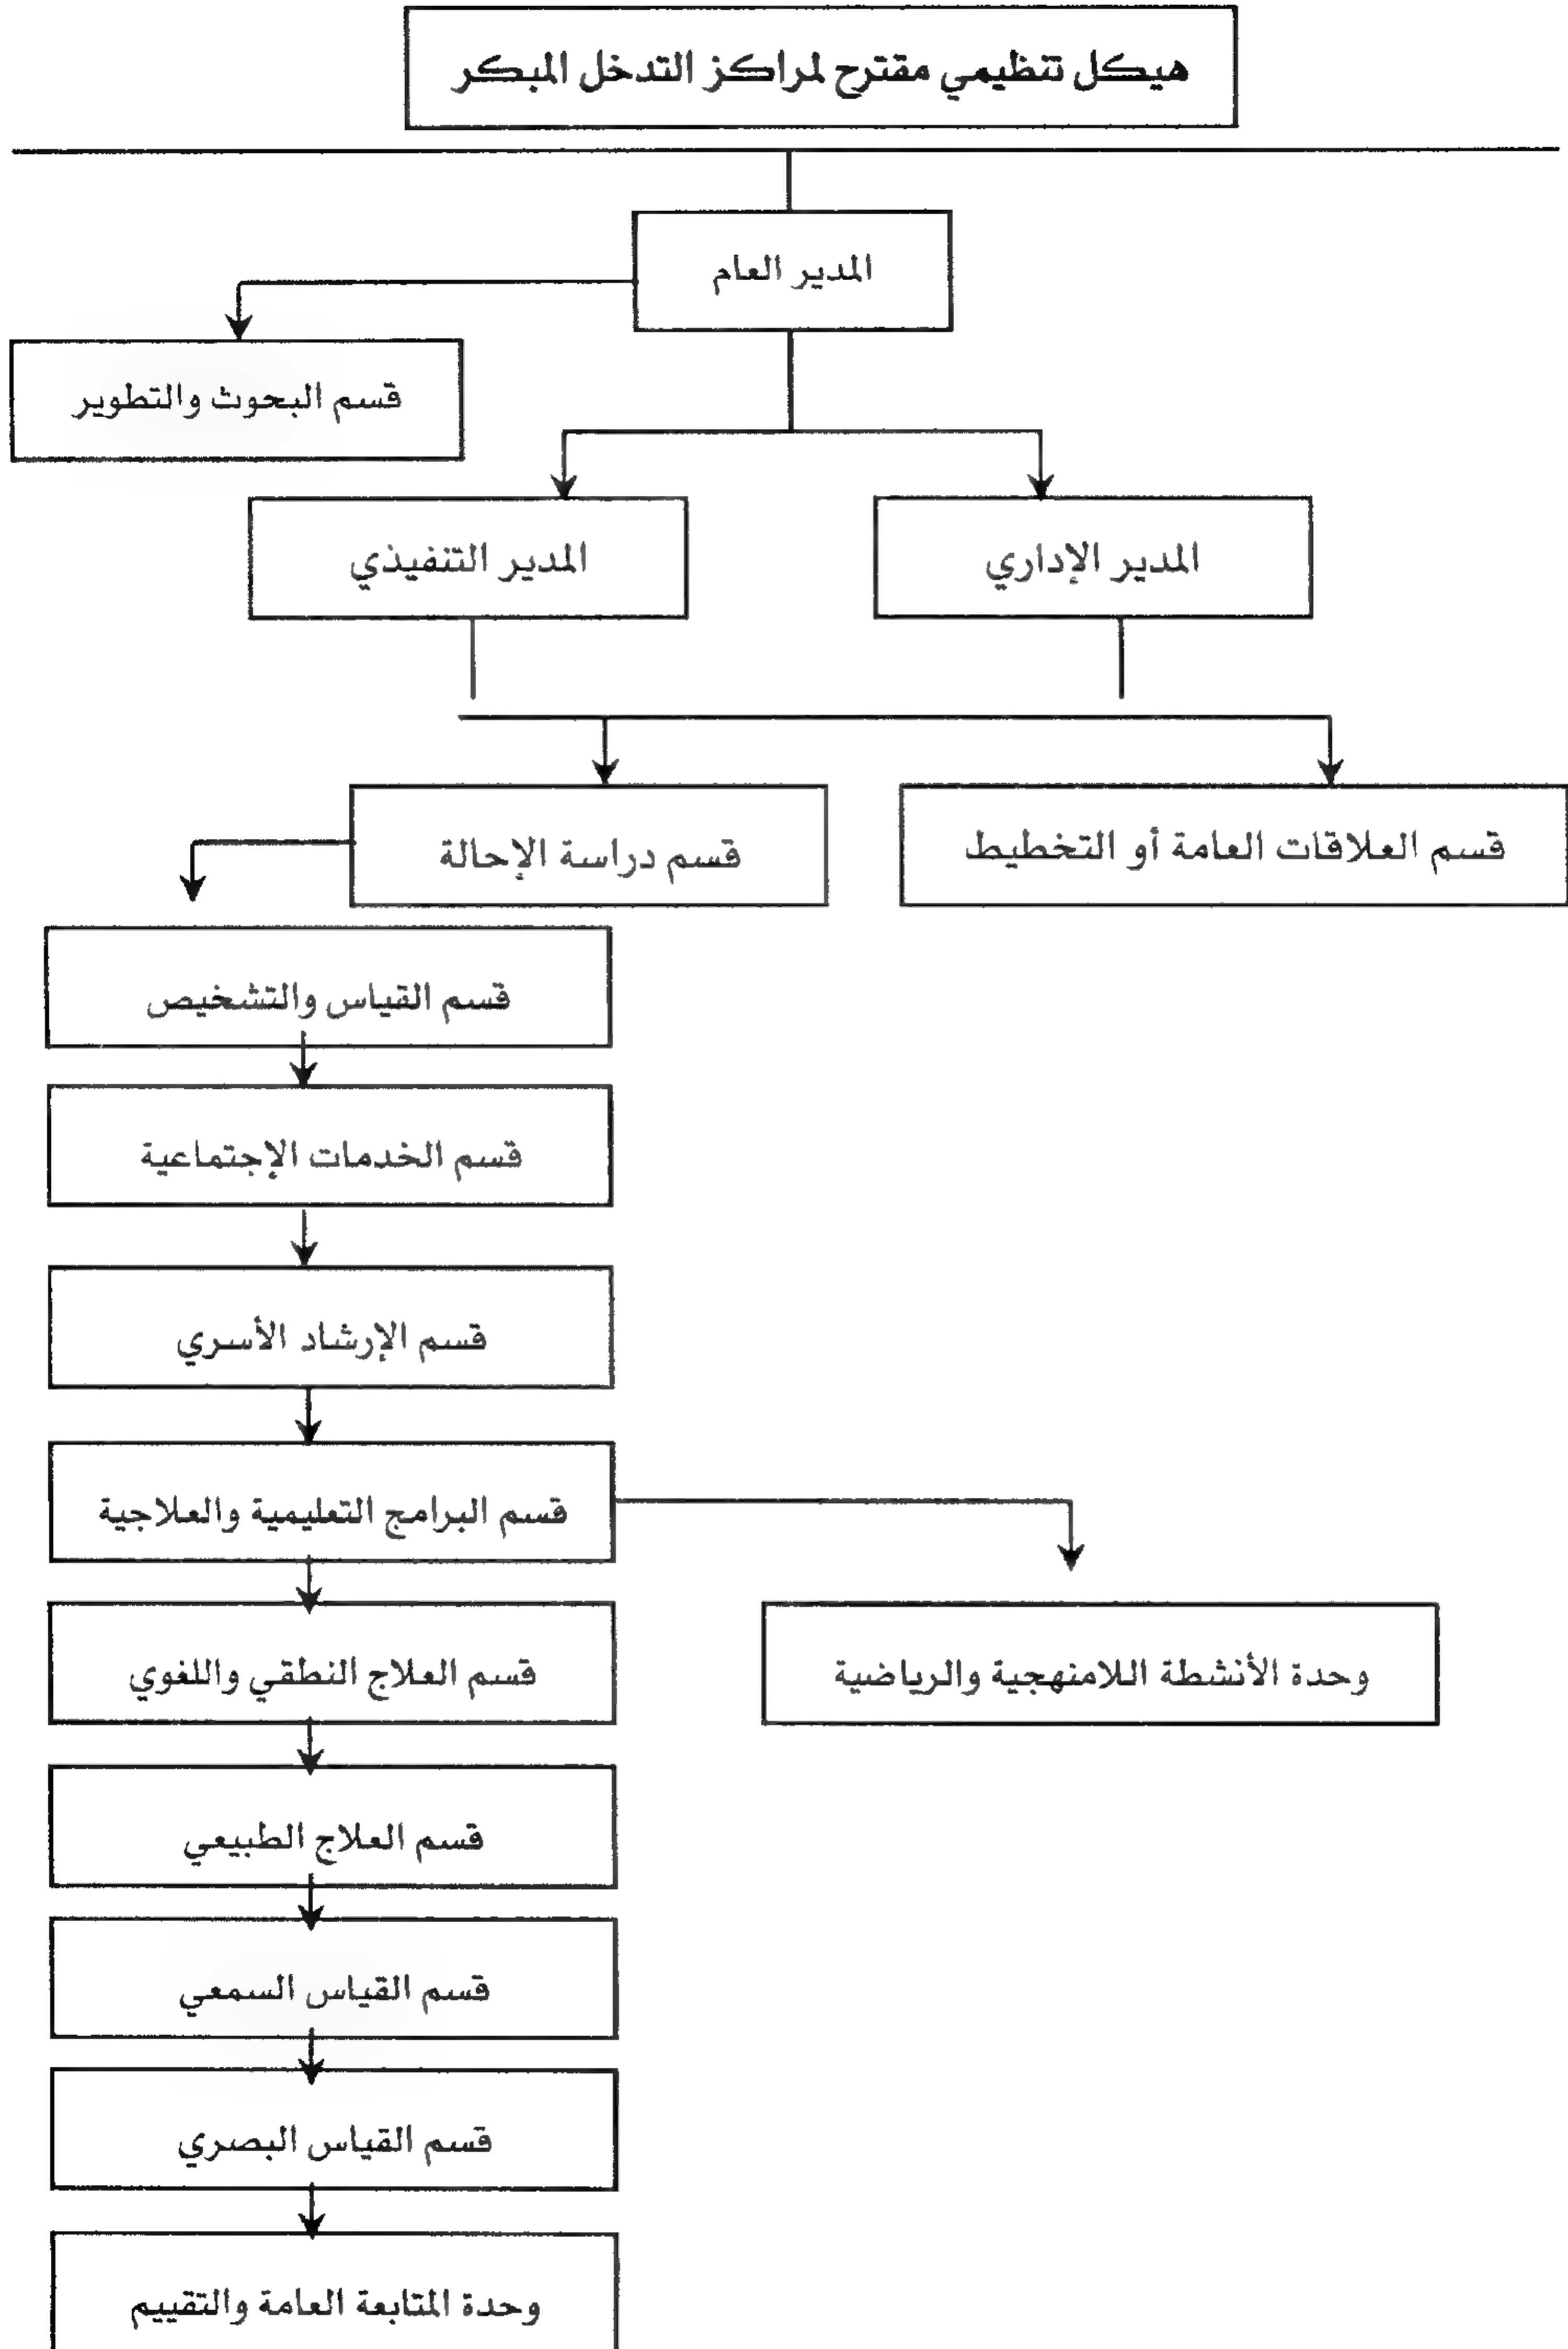 هيكل تنظيمي مقترح لمراكز التدخل المبكر
المدير العام
قسم البحوث والتطوير
المدير الإداري
المدير التنفيذي
قسم العلاقات العامة أو التخطيط
قسم دراسة الإحالة
قسم القياس والتشخيص
قسم الخدمات الإجتماعية
قسم الإرشاد الأسري
قسم البرامج التعليمية والعلاجية
وحدة الأنشطة اللامنهجية والرياضية
قسم العلاج النطقي واللغوي
قسم العلاج الطبيعي
قسم القياس السمعي
قسم القياس البصري
وحدة المتابعة العامة والتقييم